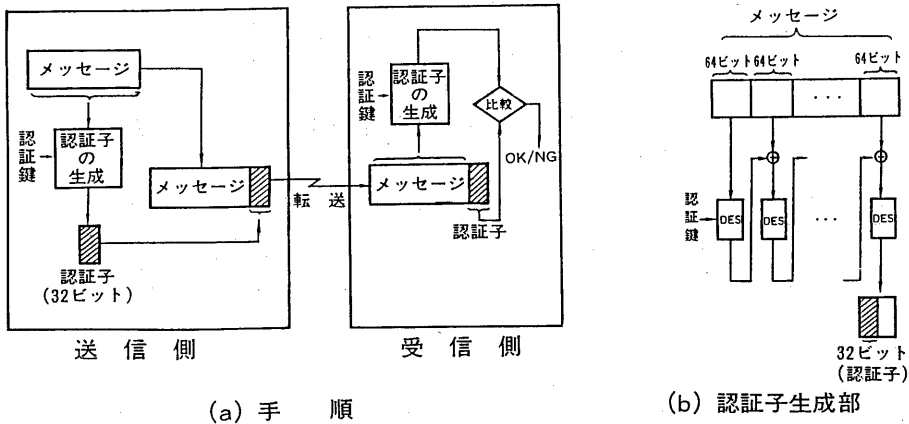 メッセージ
認証鍵
認証子の生成
認証子
(32ビット)
メッセージ
送信側
転送
認証鍵
認証子の生成
比較
OK/NG
メッセージ
認証子
受信側
(a) 手順
メッセージ
64ビット 64ビット 64ビット
...
認証鍵
DES DES ... DES
32ビット
(認証子)
(b) 認証子生成部